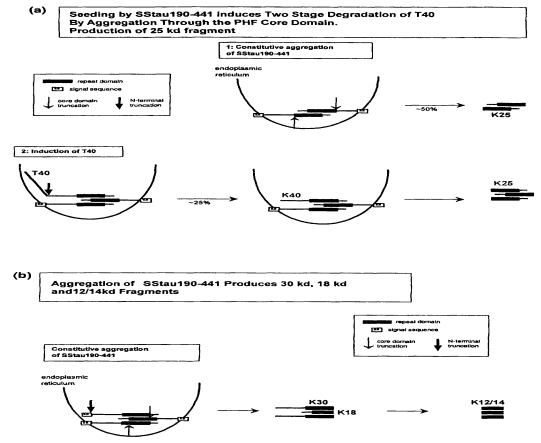 (a)
Seeding by SStau190-441 Induces Two Stage Degradation of T40
By Aggregation Through the PHF Core Domain.
Production of 25 kd fragment
1: Constitutive aggregation
of SStau190-441
endoplasmic
reticulum
repeat domain
signal sequence
core domain
truncation
N-terminal
truncation
~50%
K25
2: Induction of T40
T40
~25%
K40
K25
(b)
Aggregation of SStau190-441 Produces 30 kd, 18 kd
and12/14kd Fragments
repeat domain
signal sequence
core domain
truncation
N-terminal
truncation
Constitutive aggregation
of SStau190-441
endoplasmic
reticulum
K30
K18
K12/14